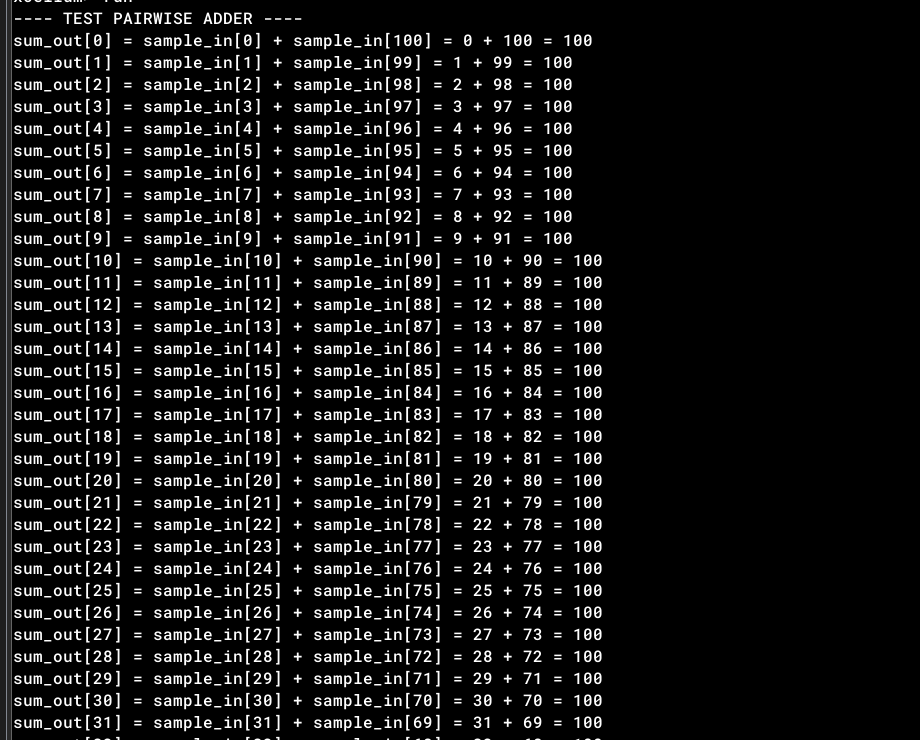 ---- TEST PAIRWISE ADDER ----
sum_out[0] = sample_in[0] + sample_in[100] = 0 + 100 = 100
sum_out[1] = sample_in[1] + sample_in[99] = 1 + 99 = 100
sum_out[2] = sample_in[2] + sample_in[98] = 2 + 98 = 100
sum_out[3] = sample_in[3] + sample_in[97] = 3 + 97 = 100
sum_out[4] = sample_in[4] + sample_in[96] = 4 + 96 = 100
sum_out[5] = sample_in[5] + sample_in[95] = 5 + 95 = 100
sum_out[6] = sample_in[6] + sample_in[94] = 6 + 94 = 100
sum_out[7] = sample_in[7] + sample_in[93] = 7 + 93 = 100
sum_out[8] = sample_in[8] + sample_in[92] = 8 + 92 = 100
sum_out[9] = sample_in[9] + sample_in[91] = 9 + 91 = 100
sum_out[10] = sample_in[10] + sample_in[90] = 10 + 90 = 100
sum_out[11] = sample_in[11] + sample_in[89] = 11 + 89 = 100
sum_out[12] = sample_in[12] + sample_in[88] = 12 + 88 = 100
sum_out[13] = sample_in[13] + sample_in[87] = 13 + 87 = 100
sum_out[14] = sample_in[14] + sample_in[86] = 14 + 86 = 100
sum_out[15] = sample_in[15] + sample_in[85] = 15 + 85 = 100
sum_out[16] = sample_in[16] + sample_in[84] = 16 + 84 = 100
sum_out[17] = sample_in[17] + sample_in[83] = 17 + 83 = 100
sum_out[18] = sample_in[18] + sample_in[82] = 18 + 82 = 100
sum_out[19] = sample_in[19] + sample_in[81] = 19 + 81 = 100
sum_out[20] = sample_in[20] + sample_in[80] = 20 + 80 = 100
sum_out[21] = sample_in[21] + sample_in[79] = 21 + 79 = 100
sum_out[22] = sample_in[22] + sample_in[78] = 22 + 78 = 100
sum_out[23] = sample_in[23] + sample_in[77] = 23 + 77 = 100
sum_out[24] = sample_in[24] + sample_in[76] = 24 + 76 = 100
sum_out[25] = sample_in[25] + sample_in[75] = 25 + 75 = 100
sum_out[26] = sample_in[26] + sample_in[74] = 26 + 74 = 100
sum_out[27] = sample_in[27] + sample_in[73] = 27 + 73 = 100
sum_out[28] = sample_in[28] + sample_in[72] = 28 + 72 = 100
sum_out[29] = sample_in[29] + sample_in[71] = 29 + 71 = 100
sum_out[30] = sample_in[30] + sample_in[70] = 30 + 70 = 100
sum_out[31] = sample_in[31] + sample_in[69] = 31 + 69 = 100